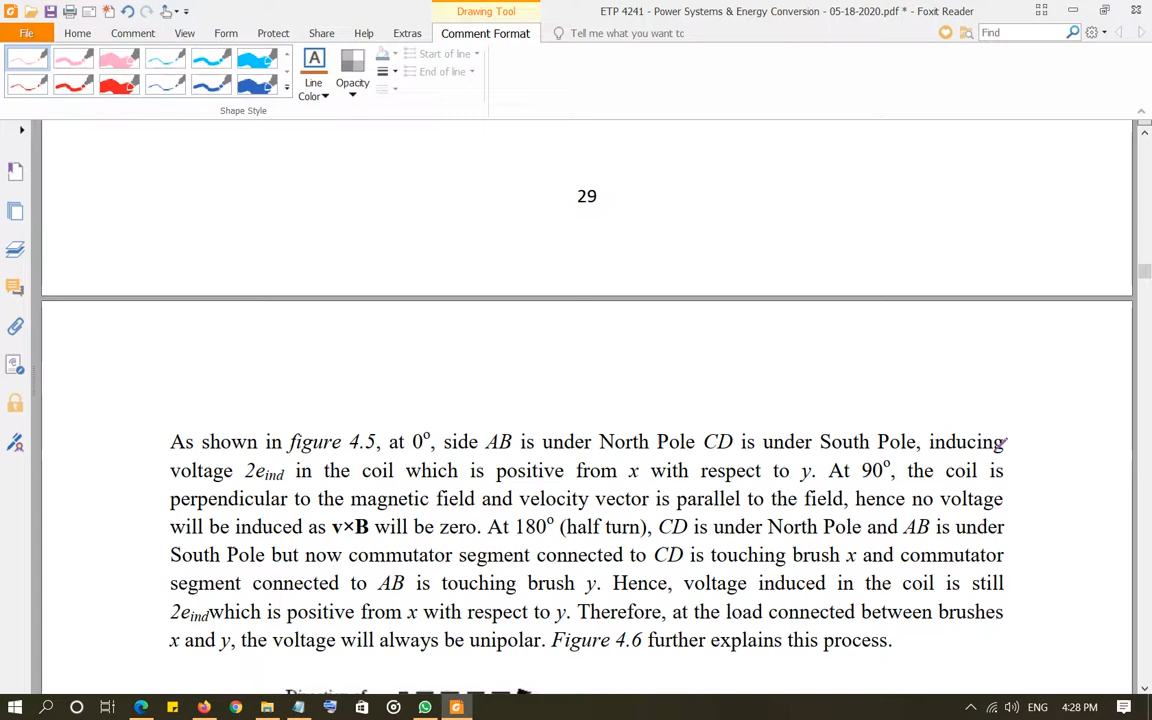 Drawing Tool
ETP 4241 - Power Systems & Energy Conversion - 05-18-2020.pdf * - Foxit Reader
File Home Comment View Form Protect Share Help Extras Comment Format Tell me what you want tc Find
A
Line Color
Opacity
Start of line
End of line
Shape Style
29
As shown in figure 4.5, at 0°, side AB is under North Pole CD is under South Pole, inducing
voltage 2eind in the coil which is positive from x with respect to y. At 90°, the coil is
perpendicular to the magnetic field and velocity vector is parallel to the field, hence no voltage
will be induced as v×B will be zero. At 180° (half turn), CD is under North Pole and AB is under
South Pole but now commutator segment connected to CD is touching brush x and commutator
segment connected to AB is touching brush y. Hence, voltage induced in the coil is still
2eindwhich is positive from x with respect to y. Therefore, at the load connected between brushes
x and y, the voltage will always be unipolar. Figure 4.6 further explains this process.
Direction of
ENG 4:28 PM